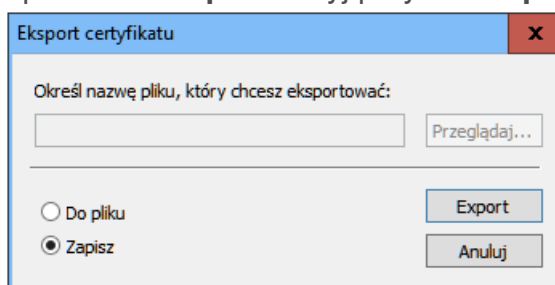 Eksport certyfikatu
x
Określ nazwę pliku, który chcesz eksportować:
Przeglądaj...
Do pliku
Export
Zapisz
Anuluj